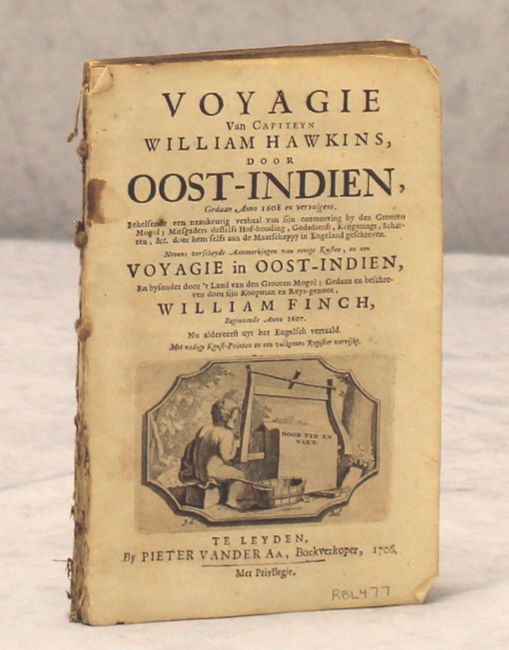 VOYAGIE
Van CAPITEYN
WILLIAM HAWKINS,
DOOR
OOST-INDIEN,
Gedaan Anno 1608 en vervolgens.
Behelsende een naaukeurig verhaal van sijn ontmoeting by den Grooten
Mogol; Mitsgaders desselfs Hof-houding, Godsdienst, Krijgsmagt, Schat-
ten, &c. door hem selfs aan de Maatschappy in Engeland geschreven.
Nevens verscheyde Aanmerkingen van eenige Kusten, en een
VOYAGIE in OOST-INDIEN,
En bysonder door 't Land van den Grooten Mogol; Gedaan en beschre-
ven door sijn Koopman en Reys-genoot,
WILLIAM FINCH,
Beginnende Anno 1607.
Nu aldereerst uyt het Engelsch vertaald.
Met nodige Konst-Printen en een volkomen Register verrijkt.
DOOR TYD EN
VLYT.
TE LEYDEN,
By PIETER VANDER AA, Boekverkoper, 1706.
Met Privilegie.
RBL477